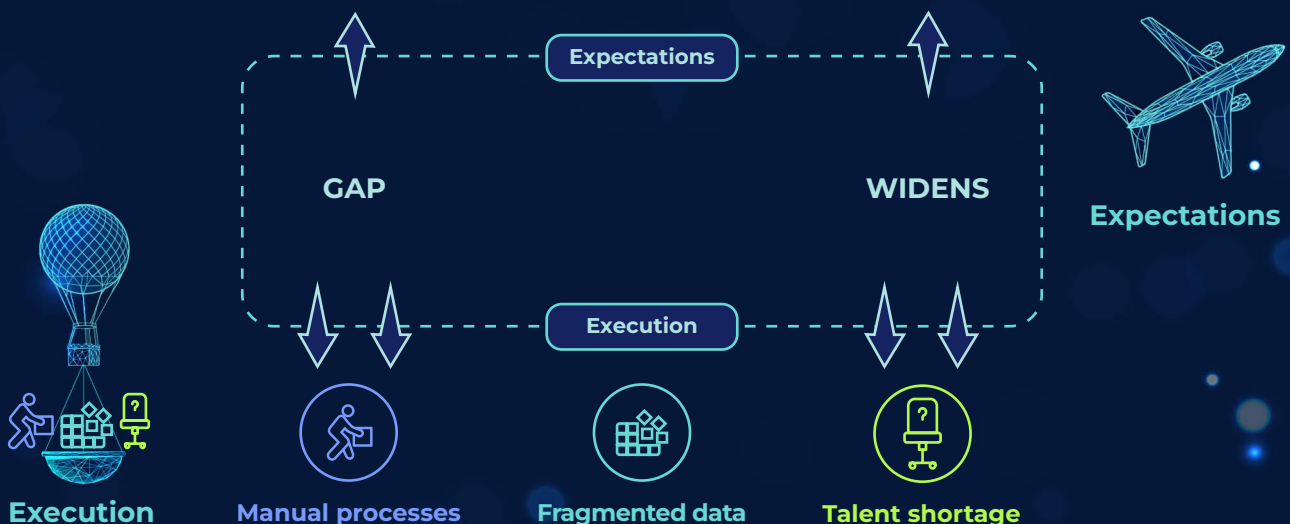 Expectations
GAP WIDENS
Expectations
Execution
?
?
Execution
Manual processes
Fragmented data
Talent shortage